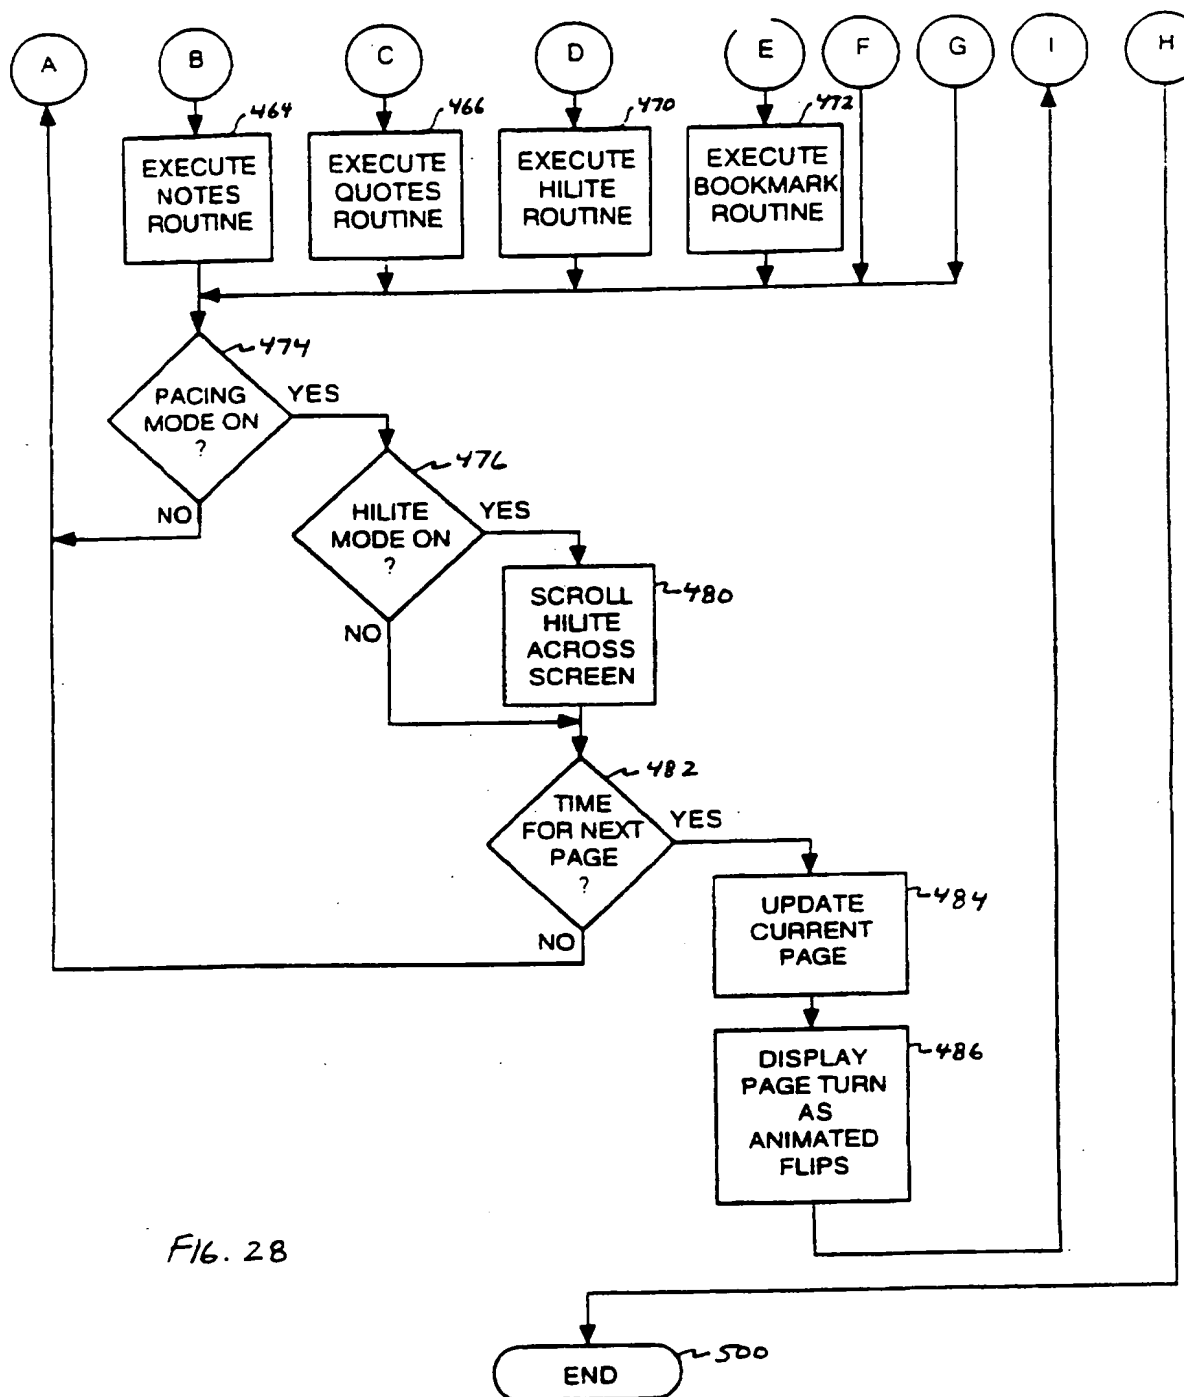 A B C D E F G I H
464
466
470
472
EXECUTE
NOTES
ROUTINE
EXECUTE
QUOTES
ROUTINE
EXECUTE
HILITE
ROUTINE
EXECUTE
BOOKMARK
ROUTINE
474
PACING
MODE ON
?
YES
NO
476
HILITE
MODE ON
?
YES
NO
480
SCROLL
HILITE
ACROSS
SCREEN
482
TIME
FOR NEXT
PAGE
?
YES
NO
484
UPDATE
CURRENT
PAGE
486
DISPLAY
PAGE TURN
AS
ANIMATED
FLIPS
FIG. 28
500
END